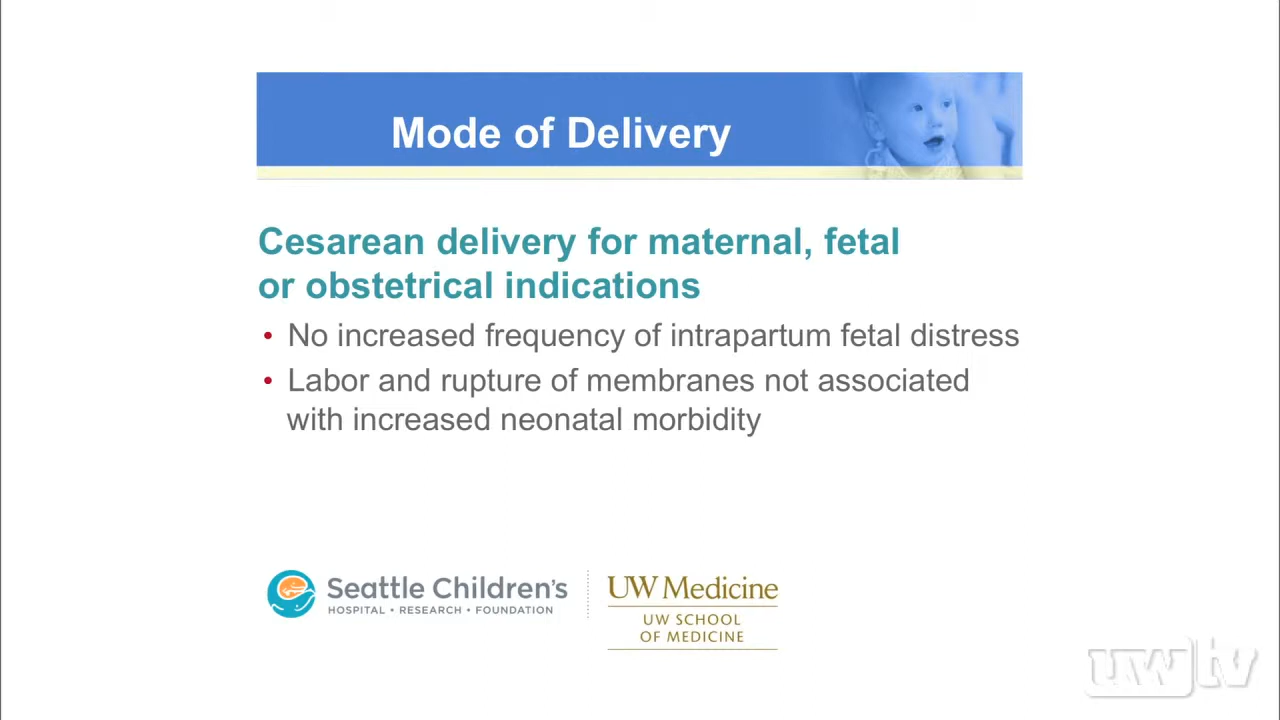 Mode of Delivery
Cesarean delivery for maternal, fetal
or obstetrical indications
• No increased frequency of intrapartum fetal distress
• Labor and rupture of membranes not associated
with increased neonatal morbidity
Seattle Children's
HOSPITAL • RESEARCH • FOUNDATION
UW Medicine
UW SCHOOL
OF MEDICINE
uwtv